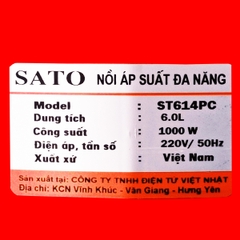 SATO NỒI ÁP SUẤT ĐA NĂNG
Model : ST614PC
Dung tích : 6.0L
Công suất : 1000 W
Điện áp, tần số : 220V/ 50Hz
Xuất xứ : Việt Nam
Sản xuất tại: CÔNG TY TNHH ĐIỆN TỬ VIỆT NHẬT
Địa chỉ: KCN Vĩnh Khúc - Văn Giang - Hưng Yên